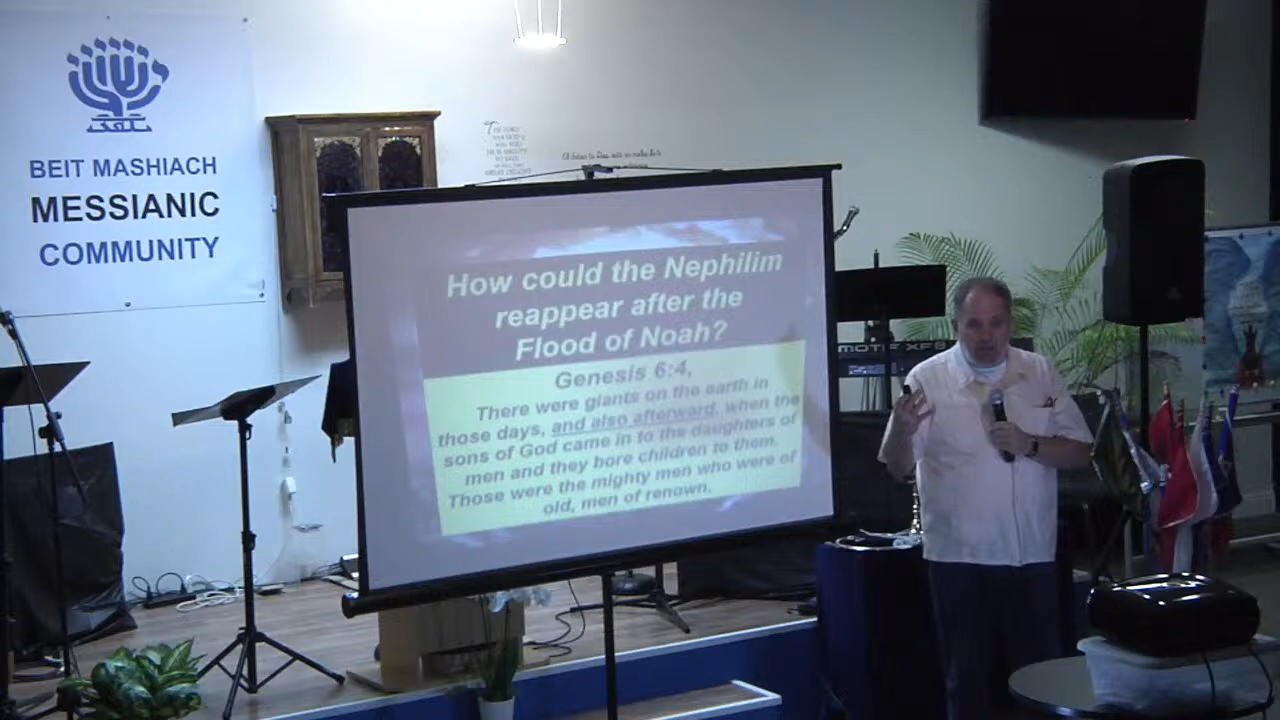 BEIT MASHIACH
MESSIANIC
COMMUNITY
How could the Nephilim
reappear after the
Flood of Noah?
Genesis 6:4,
There were giants on the earth in
those days, and also afterward, when the
sons of God came in to the daughters of
men and they bore children to them.
Those were the mighty men who were of
old, men of renown.
MOTIF XF8